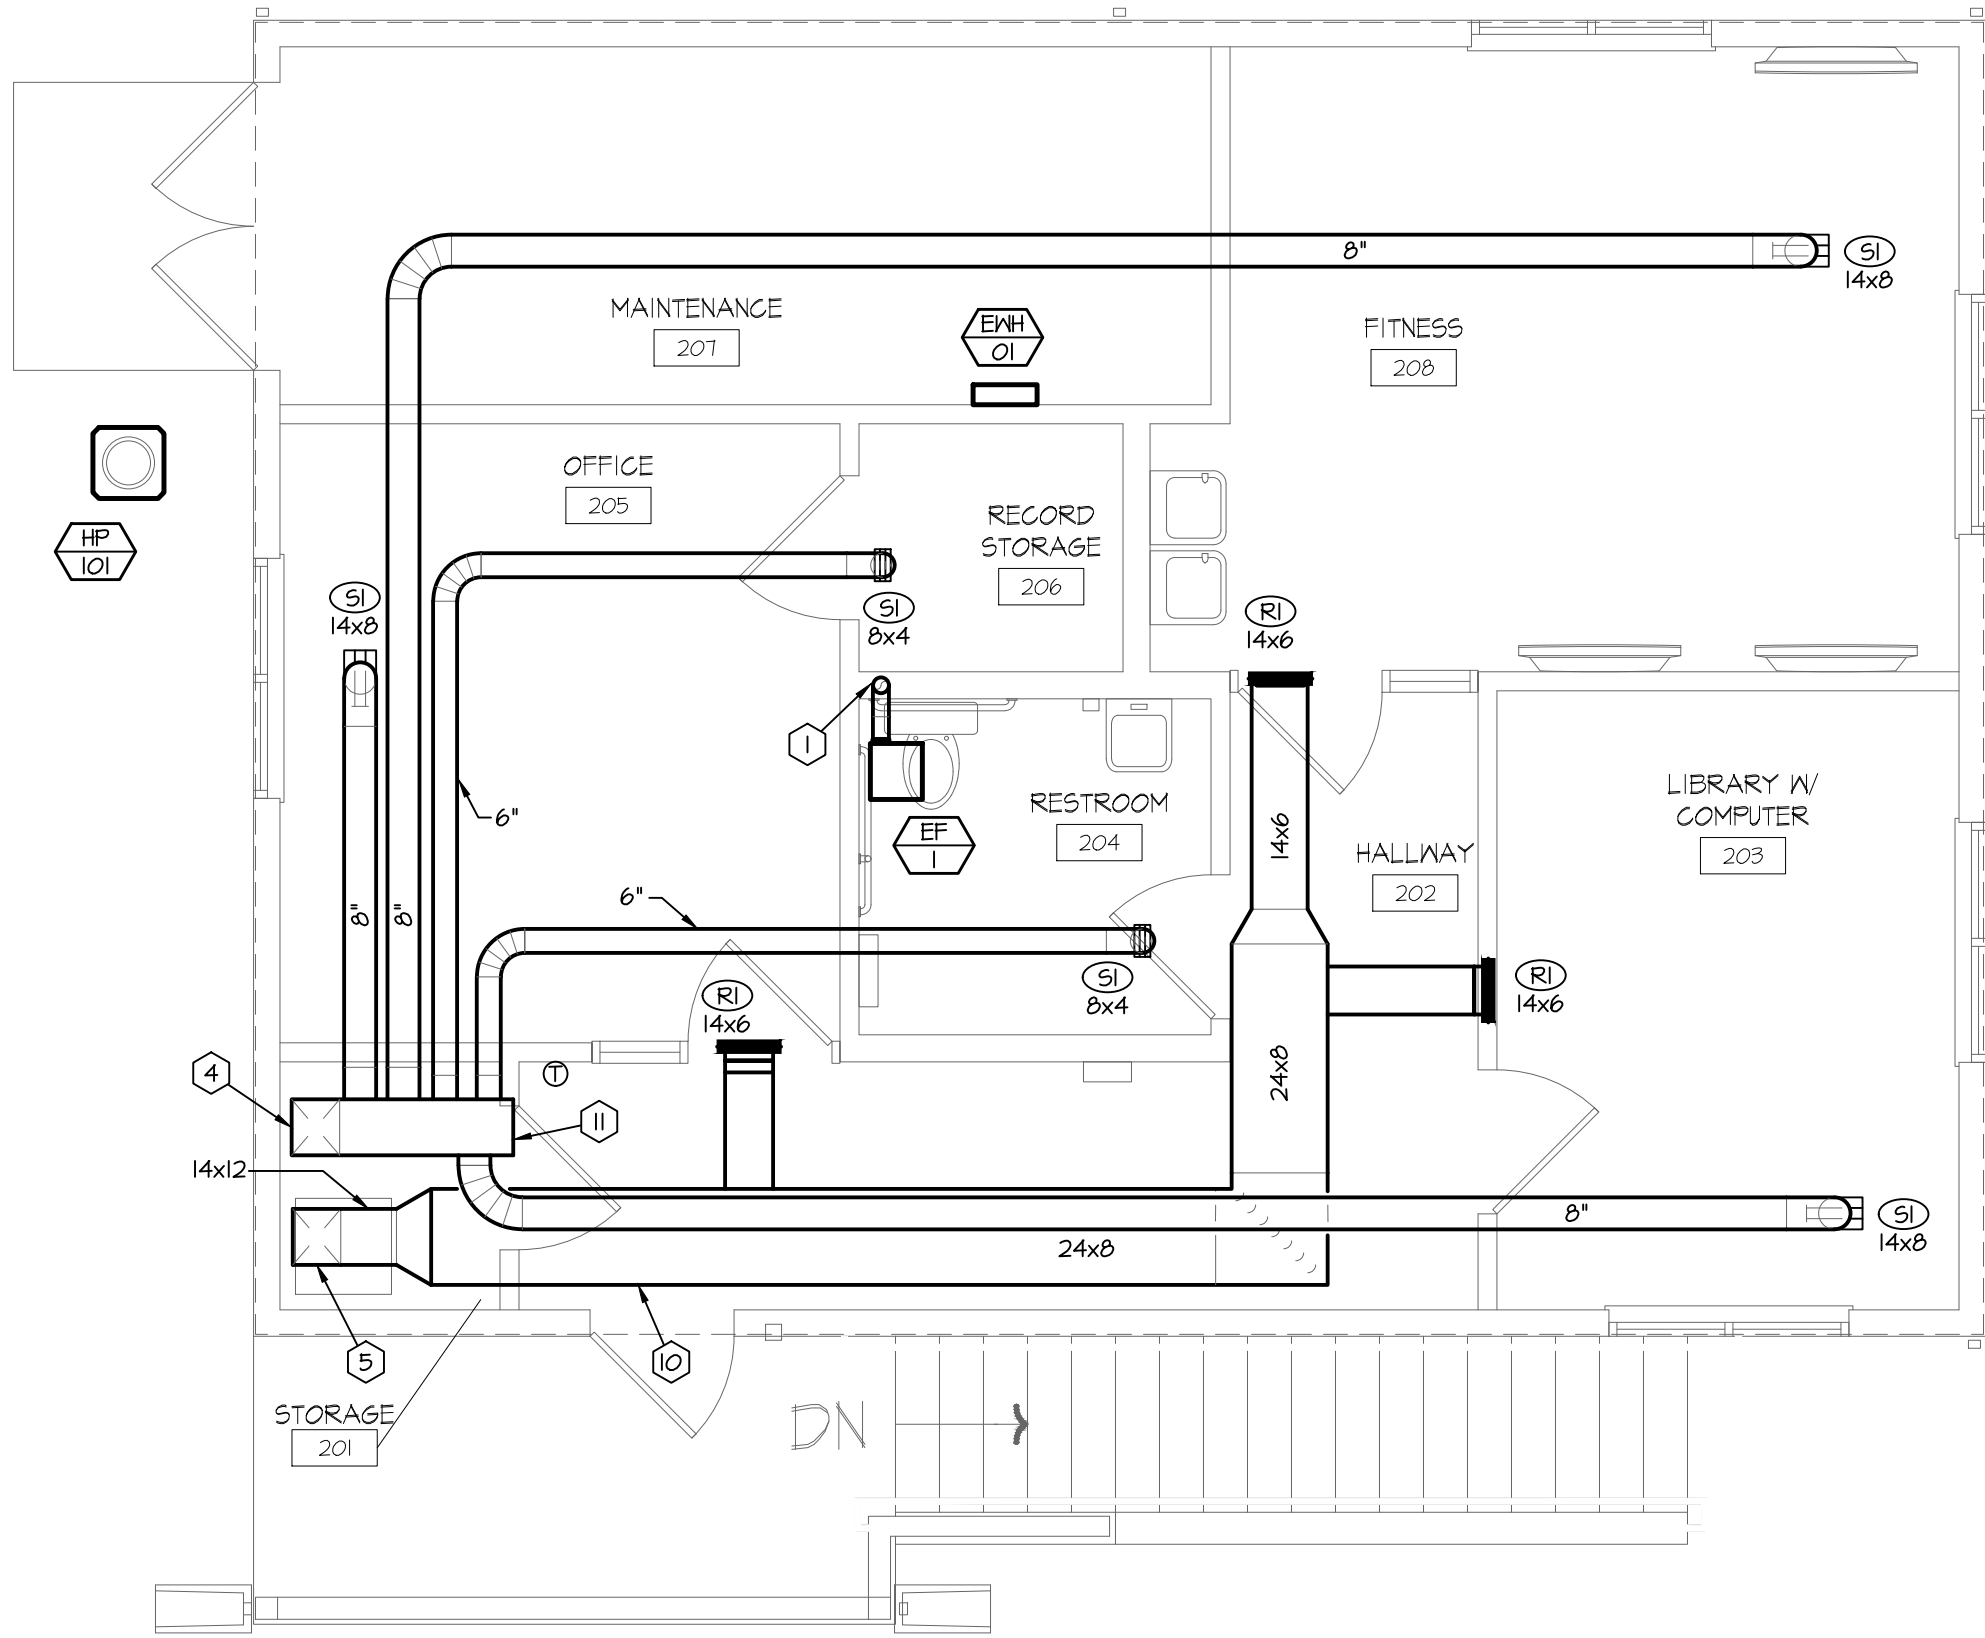 8"
S1
14x8
MAINTENANCE
207
EWH
01
FITNESS
208
OFFICE
205
HP
101
RECORD
STORAGE
206
S1
14x8
S1
8x4
R1
14x6
1
6"
LIBRARY W/
COMPUTER
203
RESTROOM
204
EF
1
14x6
HALLWAY
202
8"
8"
6"
R1
14x6
S1
8x4
R1
14x6
4
T
24x8
11
14x12
8"
S1
14x8
24x8
5
10
STORAGE
201
DN